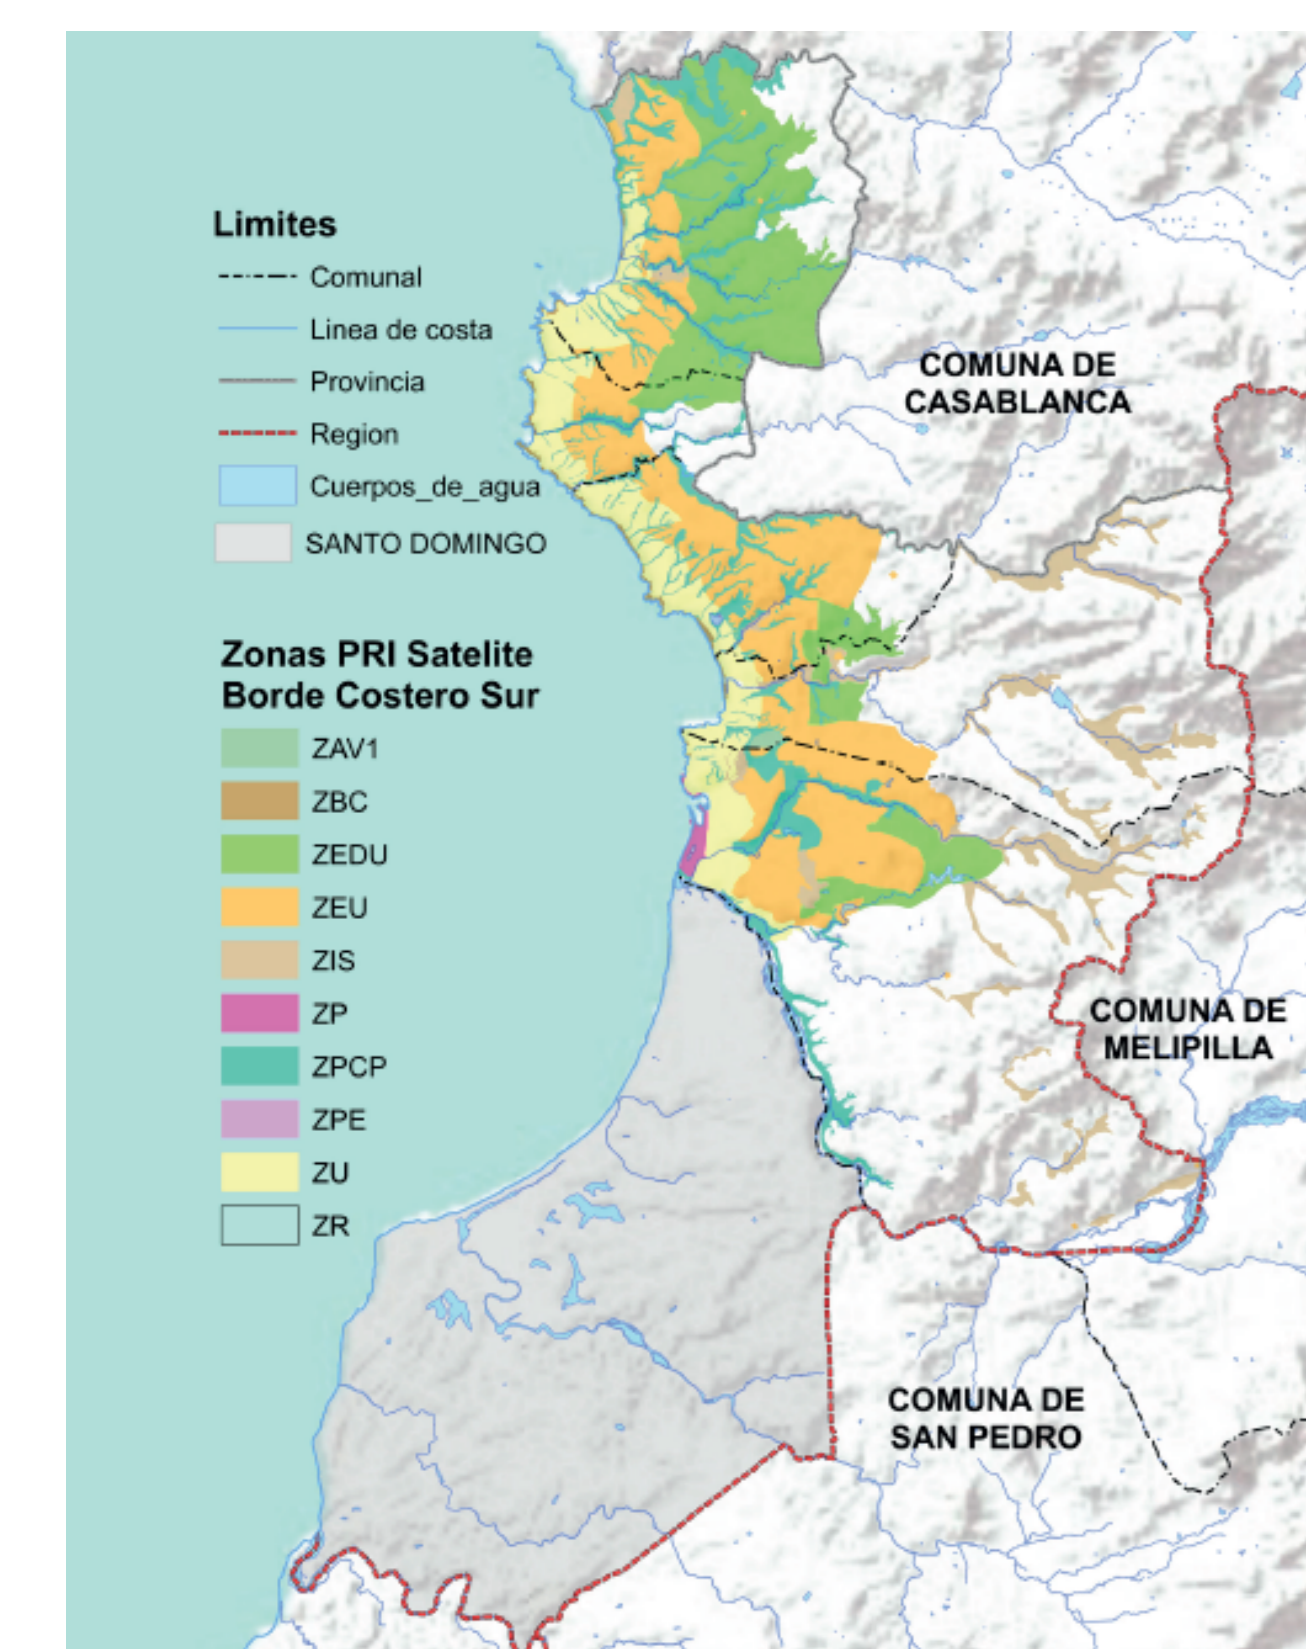 Limites
Comunal
Linea de costa
Provincia
Region
Cuerpos_de_agua
SANTO DOMINGO
Zonas PRI Satelite
Borde Costero Sur
ZAV1
ZBC
ZEDU
ZEU
ZIS
ZP
ZPCP
ZPE
ZU
ZR
COMUNA DE
CASABLANCA
COMUNA DE
MELIPILLA
COMUNA DE
SAN PEDRO